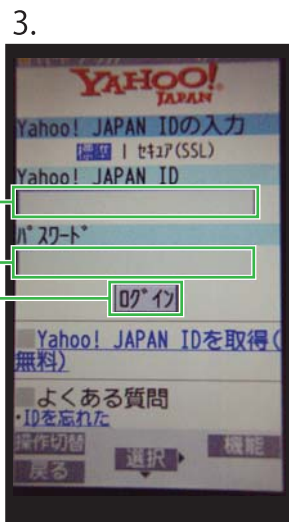 3.
YAHOO!
JAPAN
Yahoo! JAPAN IDの入力
標準 | ｾｷｭｱ(SSL)
Yahoo! JAPAN ID
ﾊﾟｽﾜｰﾄﾞ
ﾛｸﾞｲﾝ
Yahoo! JAPAN IDを取得(
無料)
よくある質問
・IDを忘れた
操作切替 機能
戻る 選択